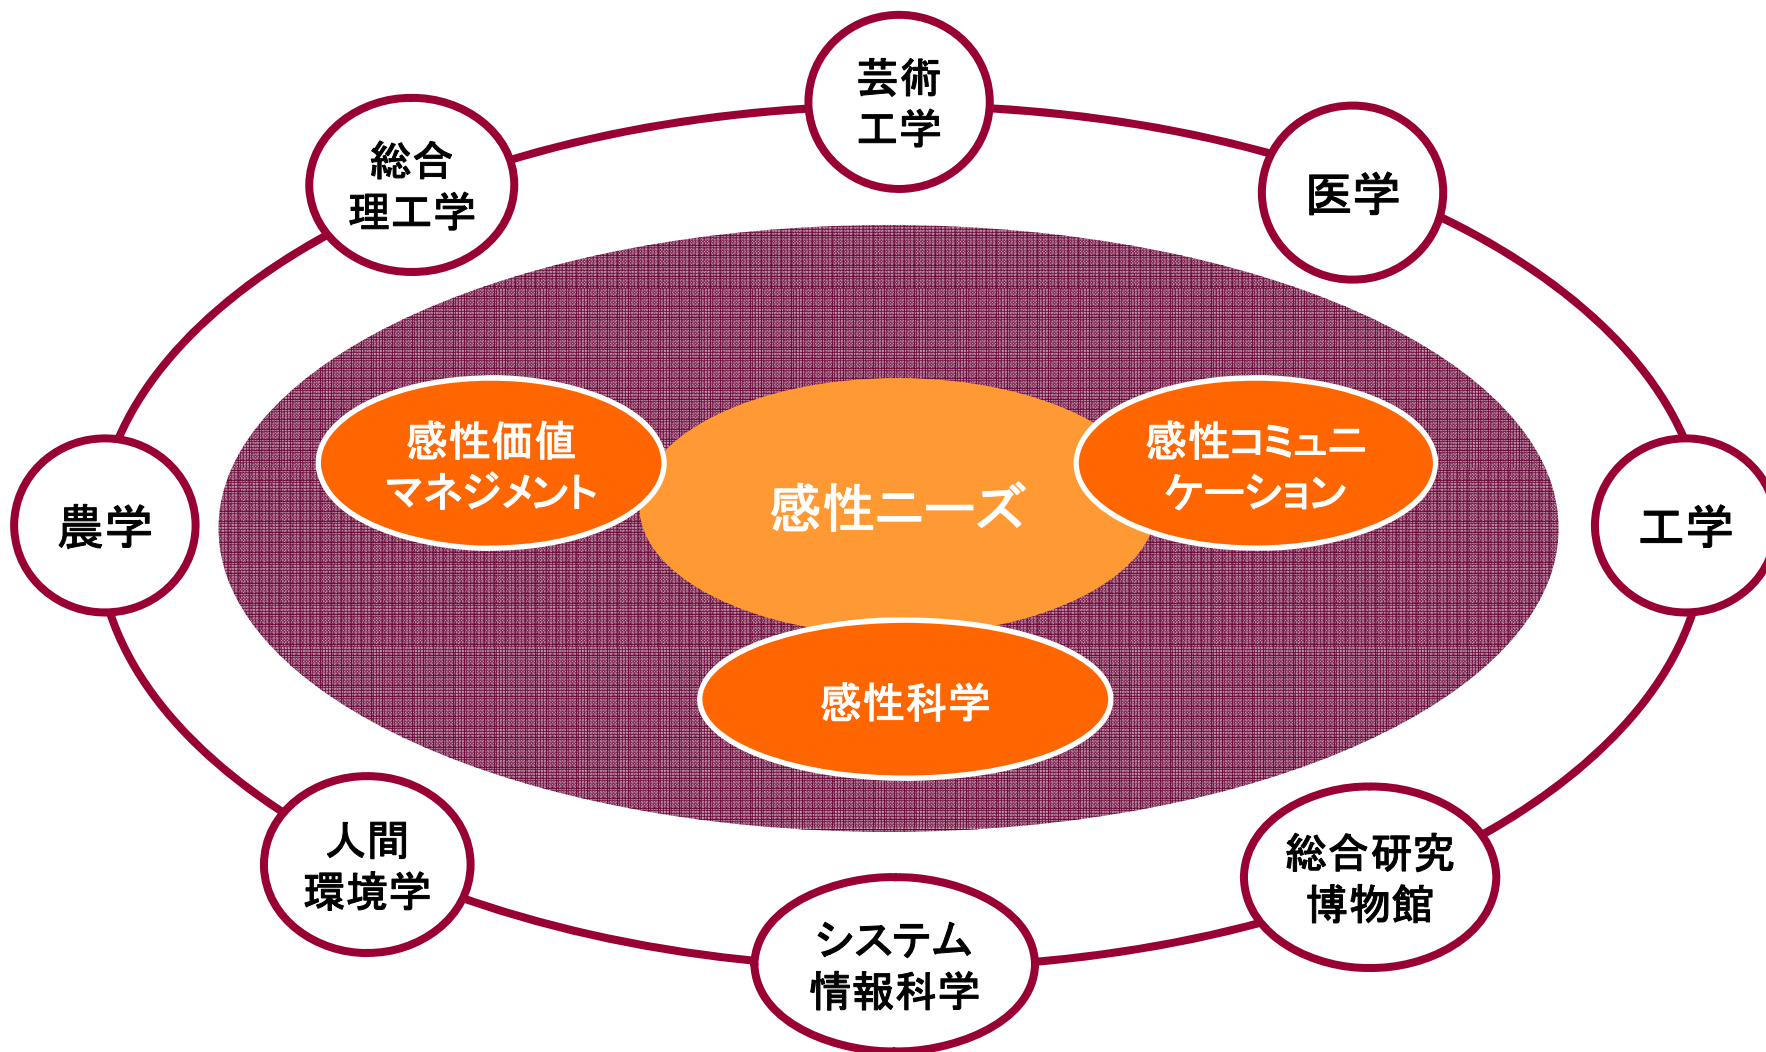 芸術
工学
総合
理工学
医学
感性価値
マネジメント
感性コミュニ
ケーション
感性ニーズ
農学
工学
感性科学
人間
環境学
総合研究
博物館
システム
情報科学